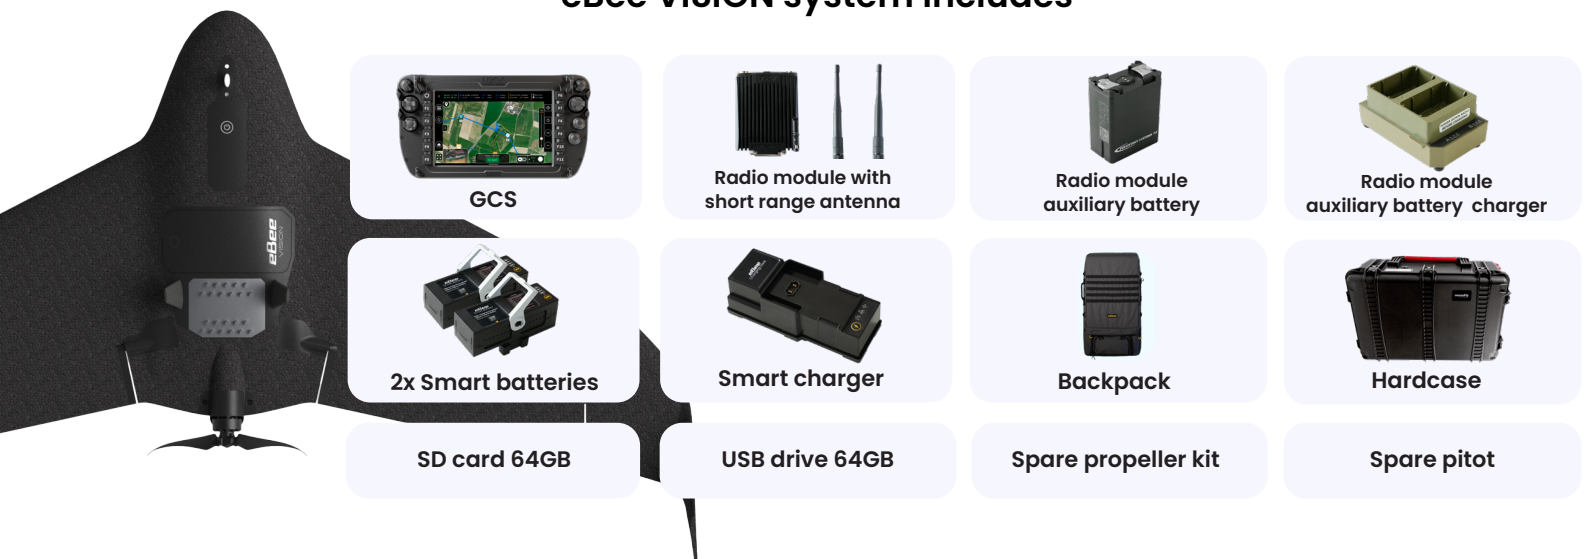 eBee VISION system includes
GCS
Radio module with
short range antenna
Radio module
auxiliary battery
Radio module
auxiliary battery charger
eBee
VISION
2x Smart batteries
Smart charger
Backpack
Hardcase
SD card 64GB
USB drive 64GB
Spare propeller kit
Spare pitot